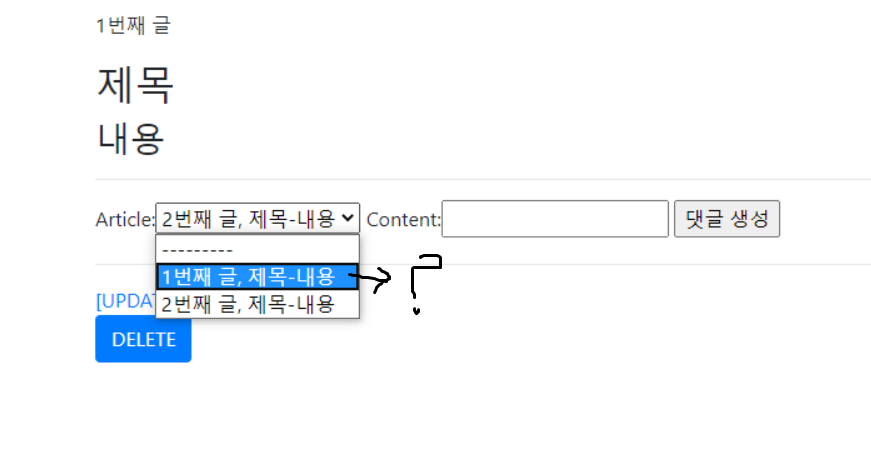 1번째 글
제목
내용
Article: 2번째 글, 제목-내용 Content: 댓글 생성
---------
1번째 글, 제목-내용 → ?
[UPDA 2번째 글, 제목-내용
DELETE